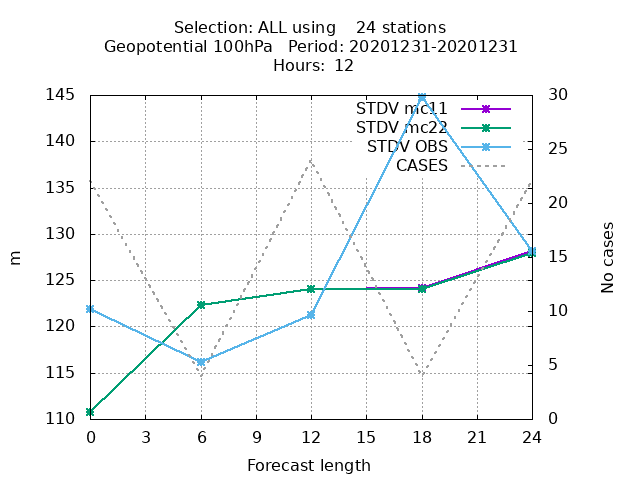 Selection: ALL using    24 stations
Geopotential 100hPa   Period: 20201231-20201231
Hours:  12
145
140
135
130
125
120
115
110
30
25
20
15
10
5
0
STDV mc11
STDV mc22
STDV OBS
CASES
m
No cases
0 3 6 9 12 15 18 21 24
Forecast length